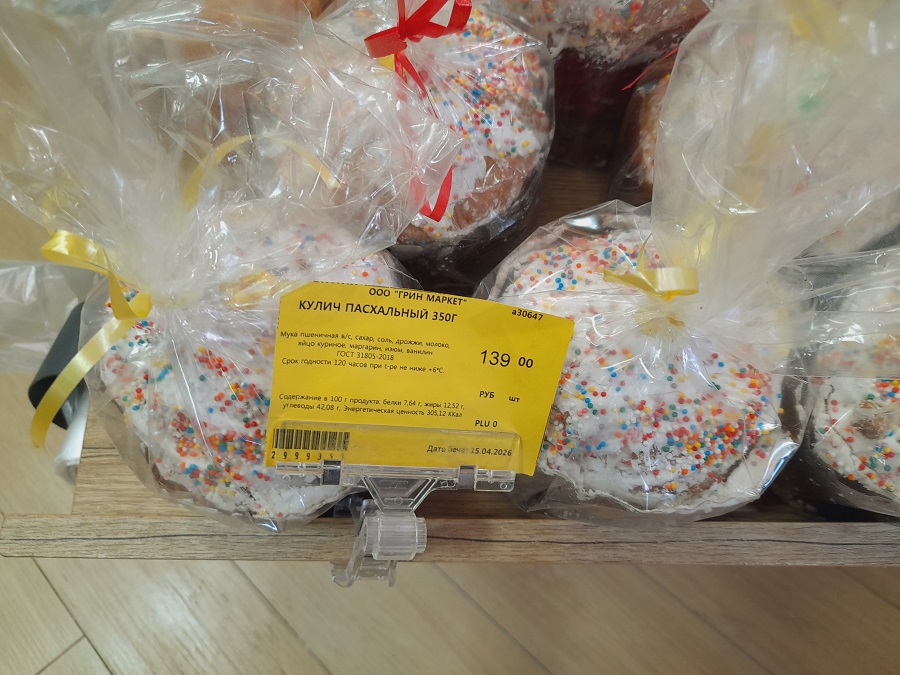 ООО "ГРИН МАРКЕТ"
КУЛИЧ ПАСХАЛЬНЫЙ 350Г
а30647
Мука пшеничная в/с, сахар, соль, дрожжи, молоко,
яйцо куриное, маргарин, изюм, ванилин
ГОСТ 31805-2018
Срок годности 120 часов при t-ре не ниже +6°С.
139 00
РУБ шт
Содержание в 100 г продукта: белки 7,64 г, жиры 12,52 г,
углеводы 42,08 г, Энергетическая ценность 305,12 ККал
PLU 0
Дата 15.04.2026